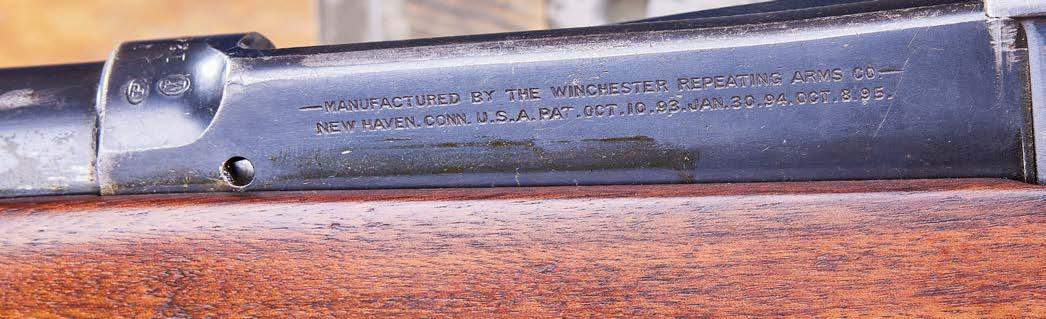 —MANUFACTURED BY THE WINCHESTER REPEATING ARMS CO—
NEW HAVEN.CONN. U.S.A. PAT. OCT. 10. 93. JAN. 30. 94. OCT. 8. 95.